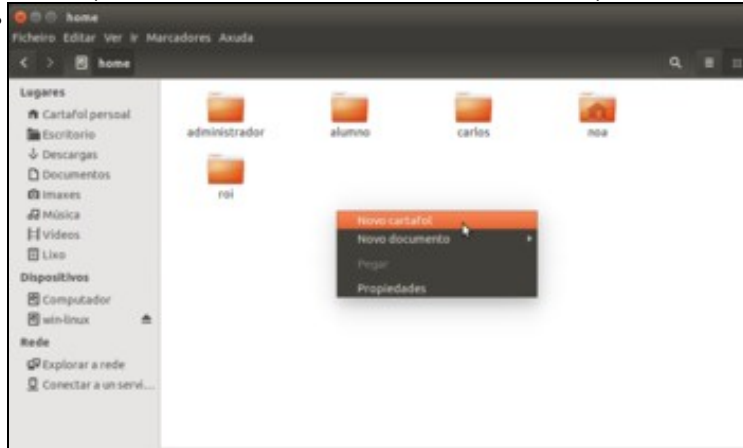 home
Ficheiro Editar Ver Ir Marcadores Axuda
home
Lugares
Cartafol persoal
Escritorio
Descargas
Documentos
Imaxes
Música
Vídeos
Lixo
Dispositivos
Computador
win-linux
Rede
Explorar a rede
Conectar a un servi...
administrador alumno carlos noa
roi
Novo cartafol
Novo documento
Pegar
Propiedades